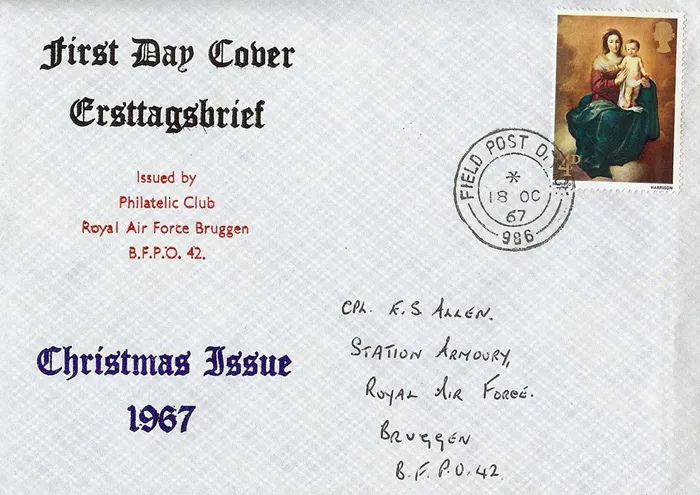 First Day Cover
Ersttagsbrief
Issued by
Philatelic Club
Royal Air Force Bruggen
B.F.P.O. 42.
Christmas Issue
1967
FIELD POST
18 OC
67
986
HARRISON
CPL. E.S ALLEN.
STATION ARMOURY,
ROYAL AIR FORCE.
BRUGGEN
B.F.P.O. 42.